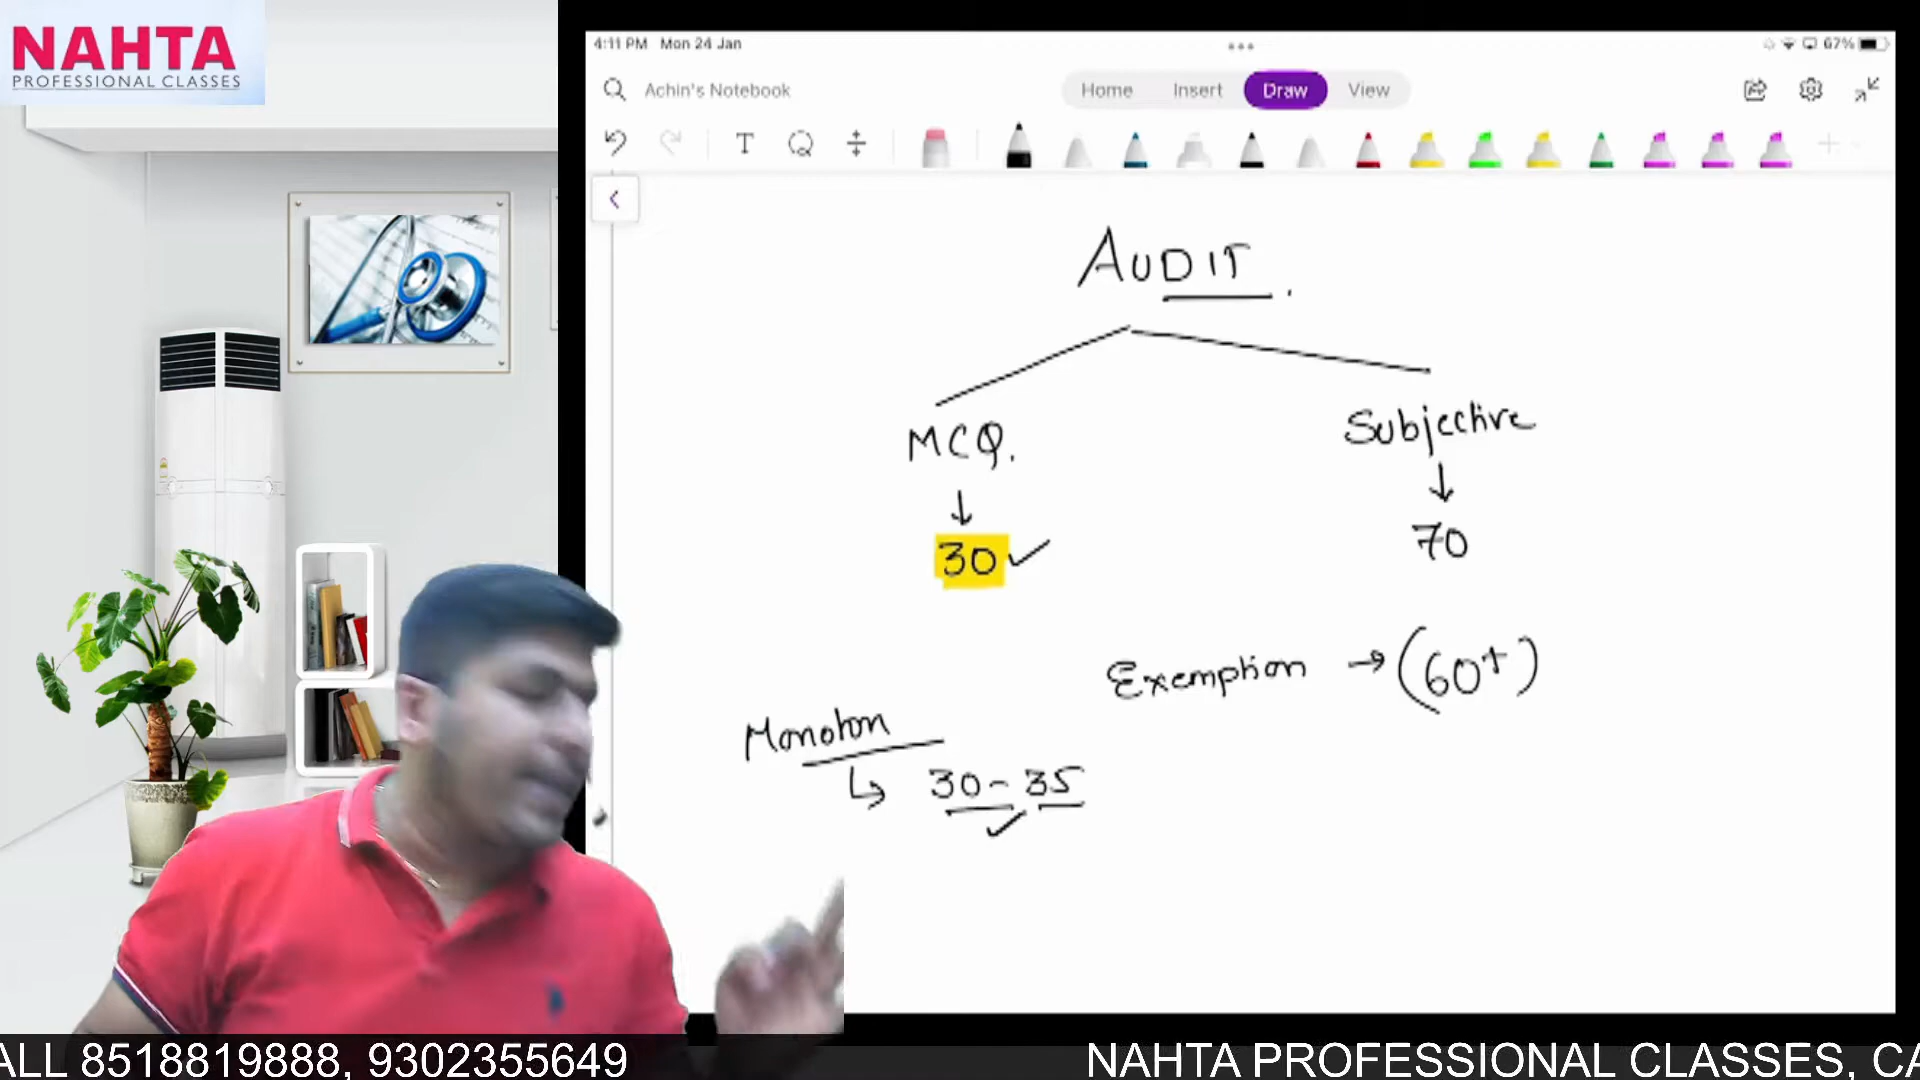 NAHTA
PROFESSIONAL CLASSES
4:11 PM Mon 24 Jan
67%
Achin's Notebook
Home Insert Draw View
T
AUDIT.
MCQ.
Subjective
30
70
Exemption → (60+)
Monoton
30-35
ALL 8518819888, 9302355649
NAHTA PROFESSIONAL CLASSES, CA